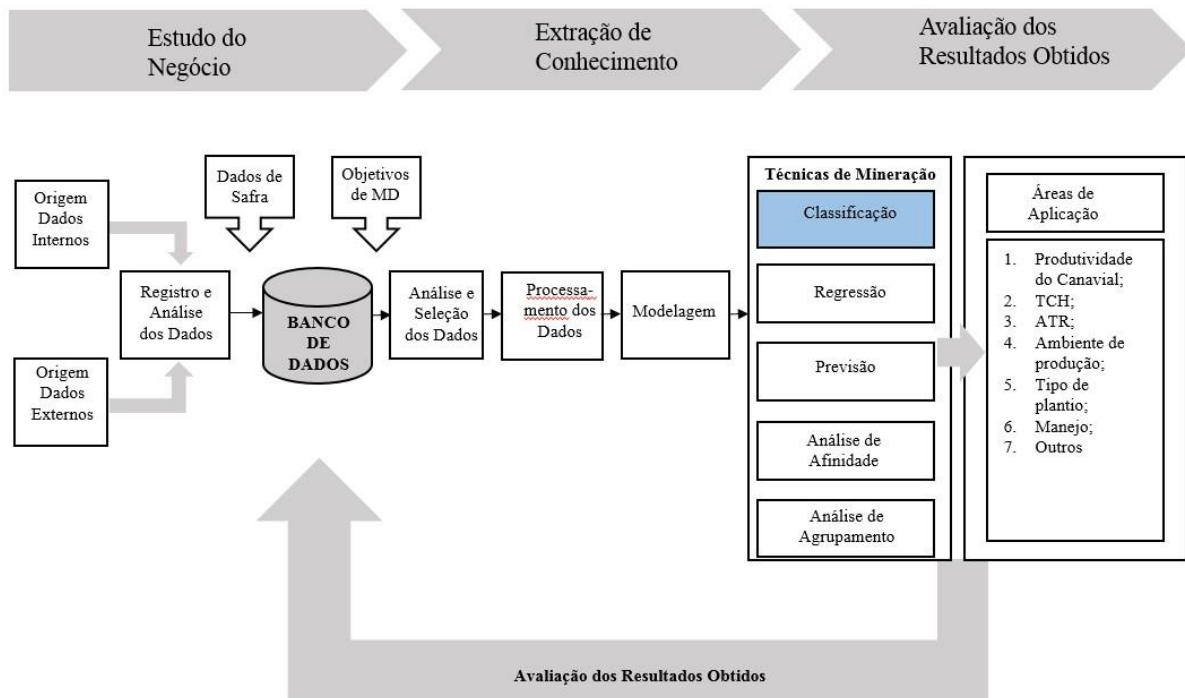 Estudo do
Negócio
Extração de
Conhecimento
Avaliação dos
Resultados Obtidos
Origem
Dados
Internos
Origem
Dados
Externos
Registro e
Análise
dos Dados
Dados de
Safra
Objetivos
de MD
BANCO
DE
DADOS
Análise e
Seleção
dos Dados
Processa-
mento dos
Dados
Modelagem
Técnicas de Mineração
Classificação
Regressão
Previsão
Análise de
Afinidade
Análise de
Agrupamento
Áreas de
Aplicação
1. Produtividade
do Canavial;
2. TCH;
3. ATR;
4. Ambiente de
produção;
5. Tipo de
plantio;
6. Manejo;
7. Outros
Avaliação dos Resultados Obtidos